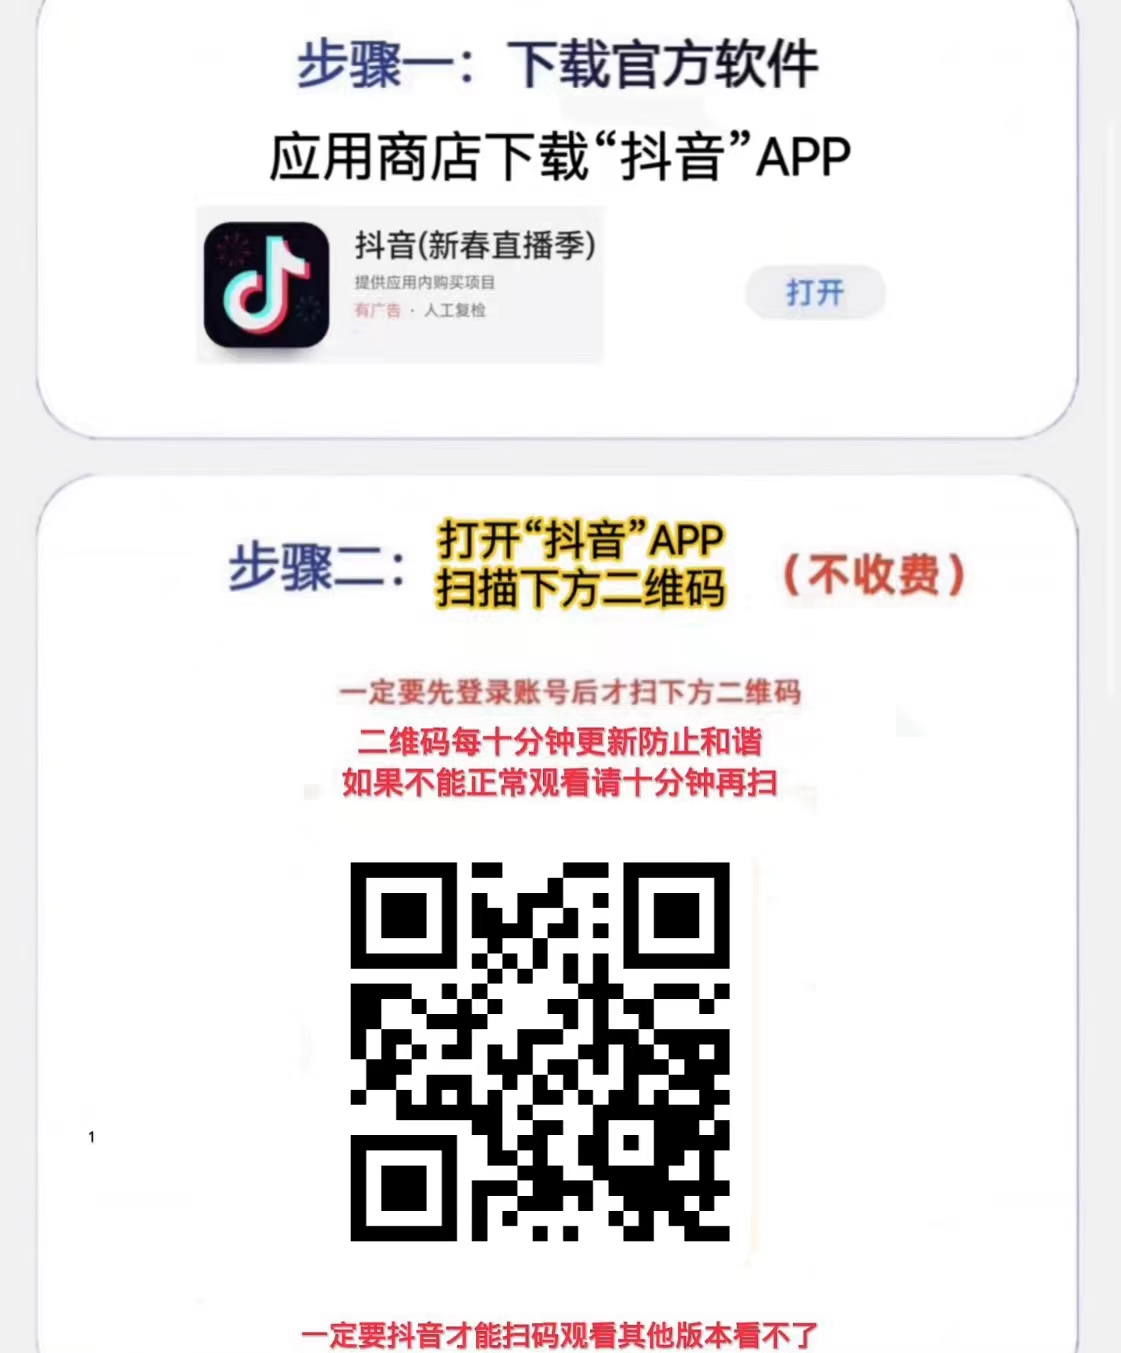 步骤一：下载官方软件
应用商店下载“抖音”APP
抖音(新春直播季)
提供应用内购买项目
有广告 · 人工复检
打开
步骤二：
打开“抖音”APP
扫描下方二维码
（不收费）
一定要先登录账号后才扫下方二维码
二维码每十分钟更新防止和谐
如果不能正常观看请十分钟再扫
1
一定要抖音才能扫码观看其他版本看不了